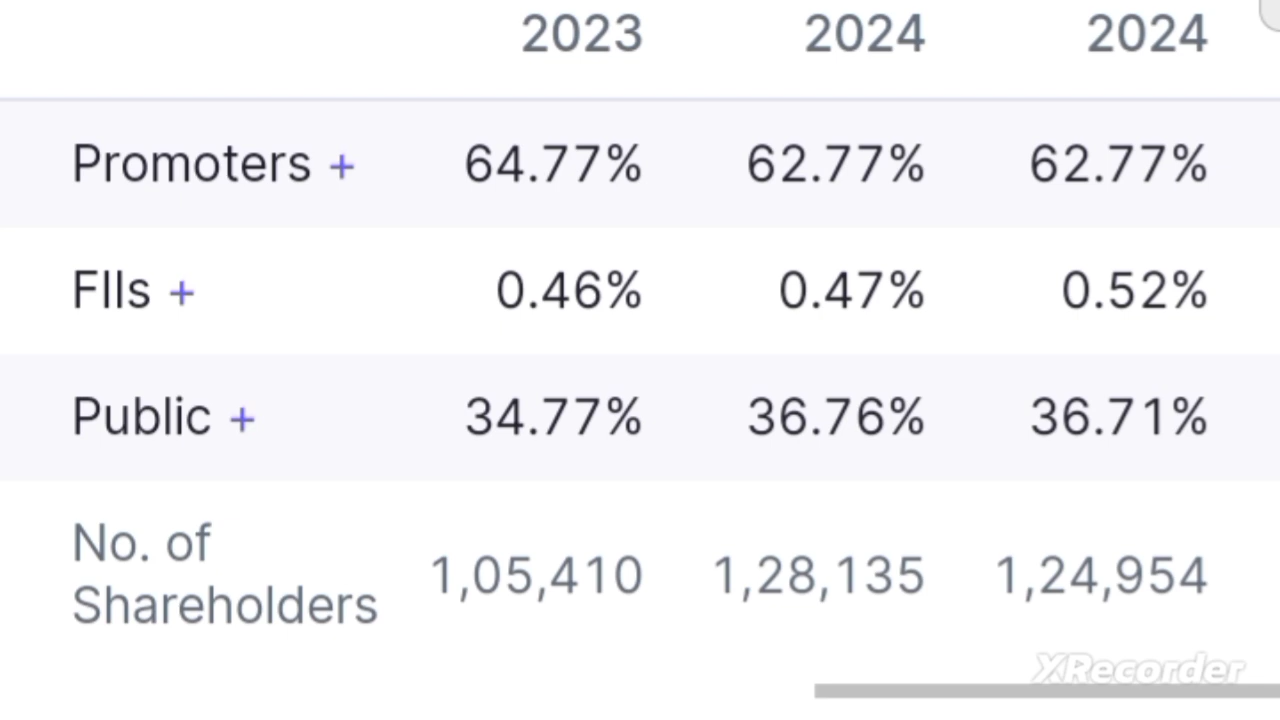 2023 2024 2024
Promoters + 64.77% 62.77% 62.77%
FIIs + 0.46% 0.47% 0.52%
Public + 34.77% 36.76% 36.71%
No. of
Shareholders 1,05,410 1,28,135 1,24,954
XRecorder